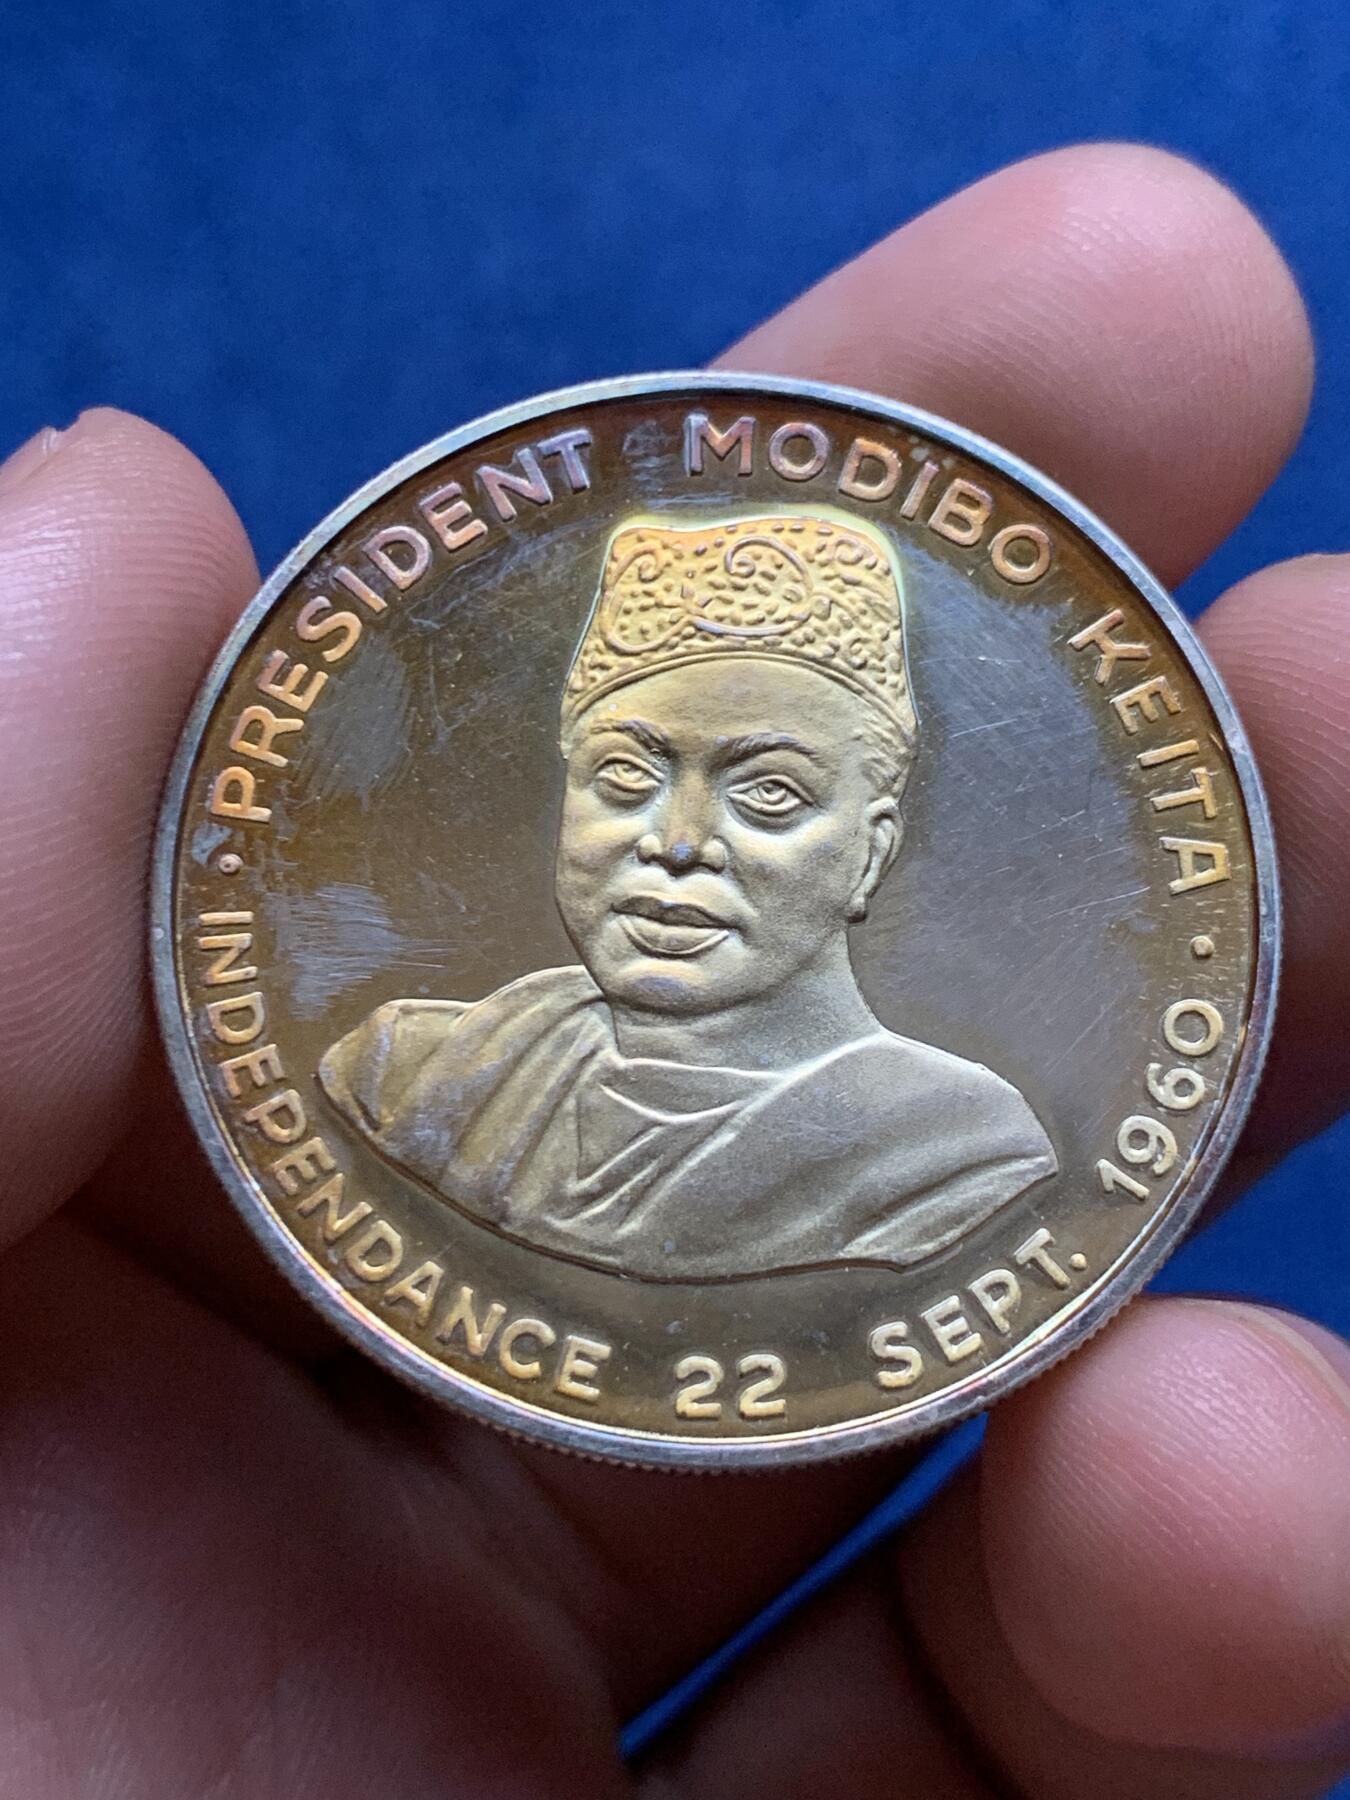 • PRESIDENT MODIBO KEITA •
INDEPENDANCE 22 SEPT. 1960